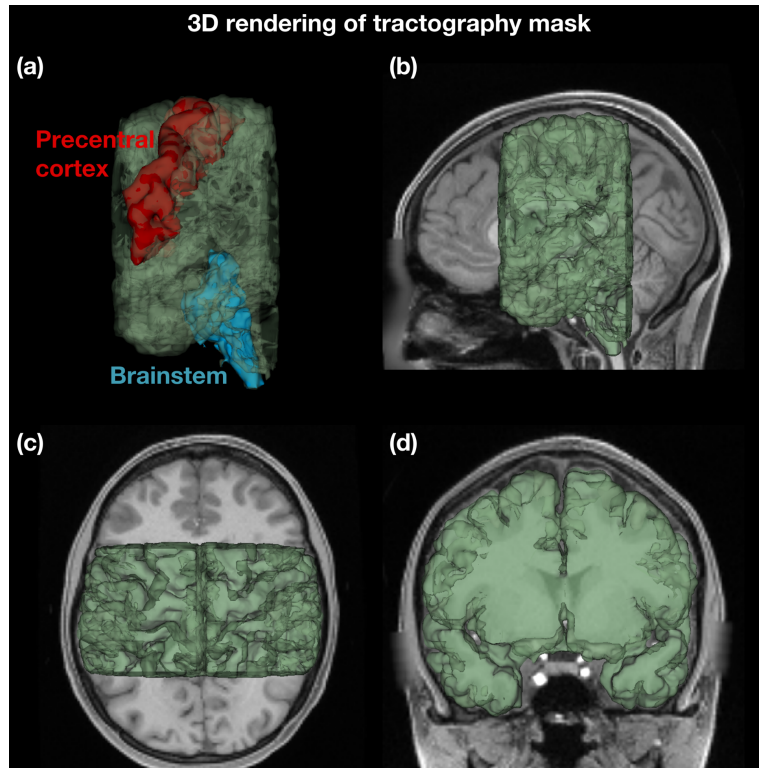 3D rendering of tractography mask
(a)
(b)
Precentral
cortex
Brainstem
(c)
(d)